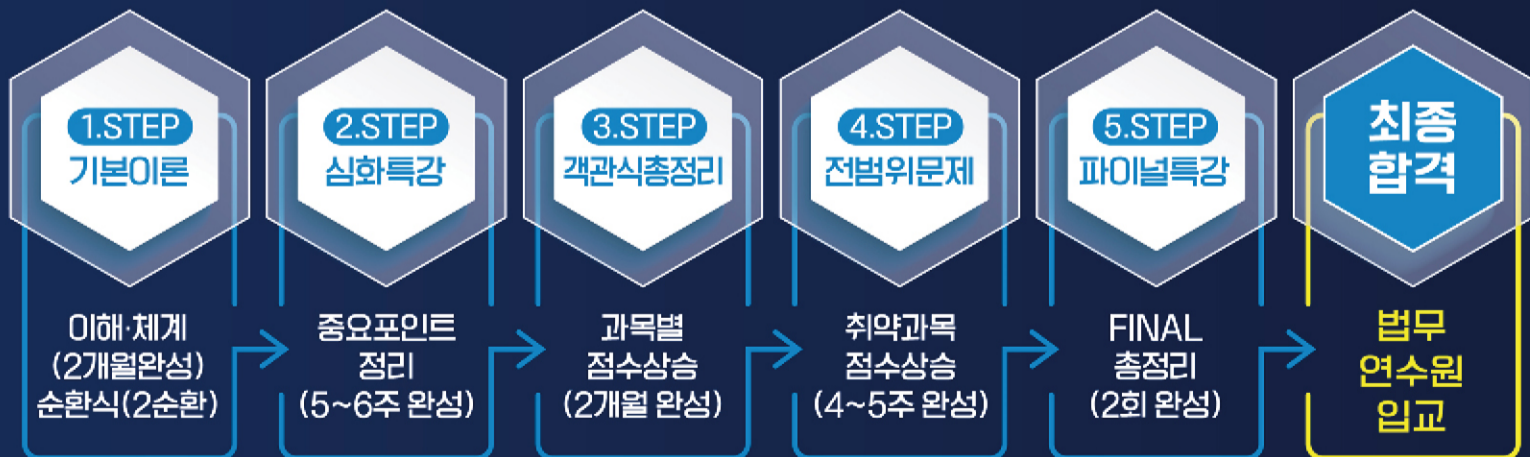 1.STEP
기본이론
이해·체계
(2개월완성)
순환식(2순환)
2.STEP
심화특강
중요포인트
정리
(5~6주 완성)
3.STEP
객관식총정리
과목별
점수상승
(2개월 완성)
4.STEP
전범위문제
취약과목
점수상승
(4~5주 완성)
5.STEP
파이널특강
FINAL
총정리
(2회 완성)
최종
합격
법무
연수원
입교